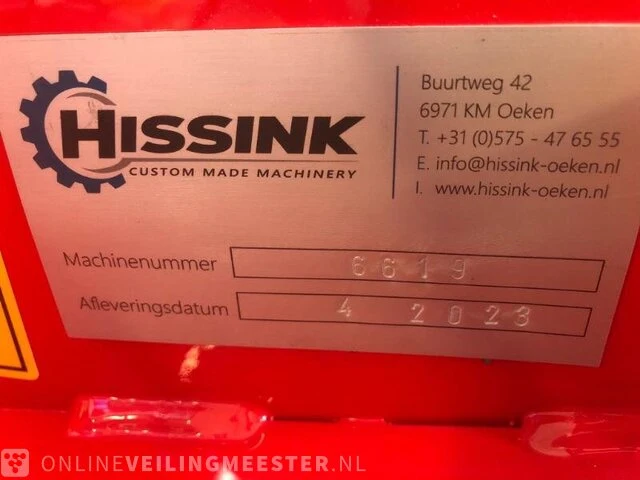 HISSINK
CUSTOM MADE MACHINERY
Buurtweg 42
6971 KM Oeken
T. +31 (0)575 - 47 65 55
E. info@hissink-oeken.nl
I. www.hissink-oeken.nl
Machinenummer 6619
Afleveringsdatum 4 2023
ONLINEVEILINGMEESTER.NL